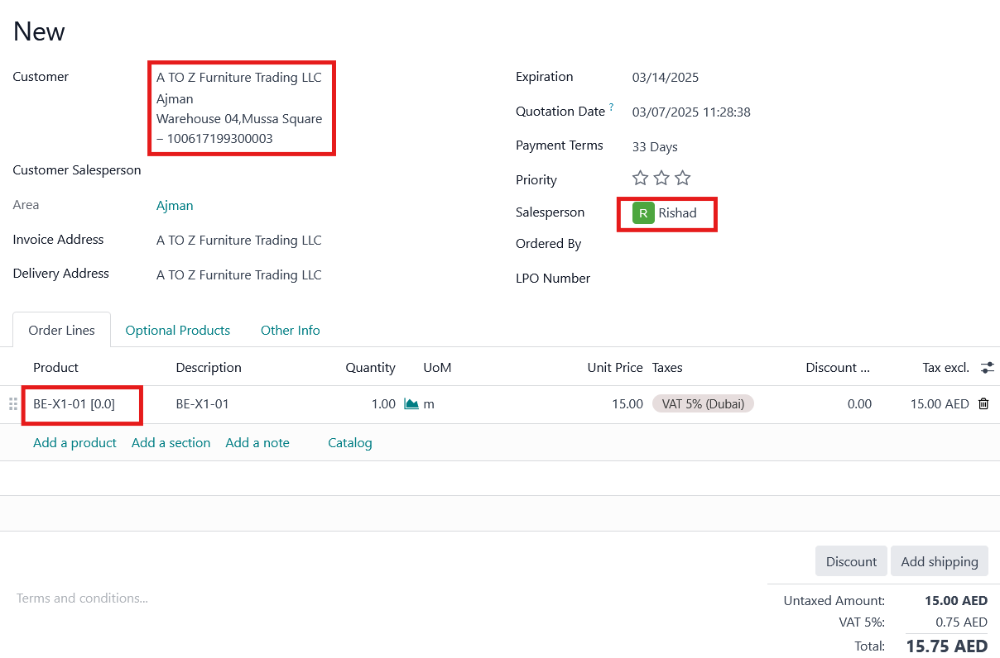 New
Customer
A TO Z Furniture Trading LLC
Ajman
Warehouse 04,Mussa Square
– 100617199300003
Customer Salesperson
Area Ajman
Invoice Address A TO Z Furniture Trading LLC
Delivery Address A TO Z Furniture Trading LLC
Expiration 03/14/2025
Quotation Date ? 03/07/2025 11:28:38
Payment Terms 33 Days
Priority
Salesperson R Rishad
Ordered By
LPO Number
Order Lines Optional Products Other Info
Product Description Quantity UoM Unit Price Taxes Discount ... Tax excl.
BE-X1-01 [0.0] BE-X1-01 1.00 m 15.00 VAT 5% (Dubai) 0.00 15.00 AED
Add a product Add a section Add a note Catalog
Discount Add shipping
Terms and conditions...
Untaxed Amount: 15.00 AED
VAT 5%: 0.75 AED
Total: 15.75 AED